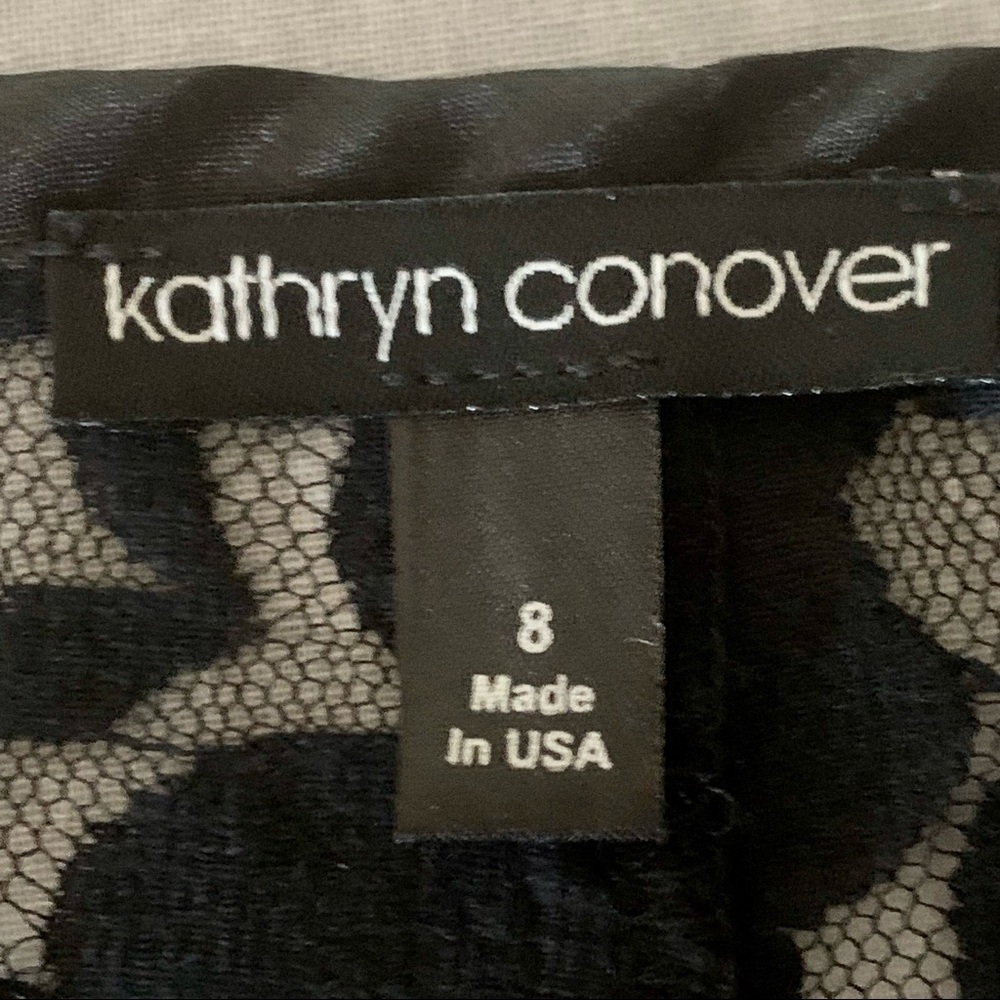 kathryn conover
8
Made
In USA